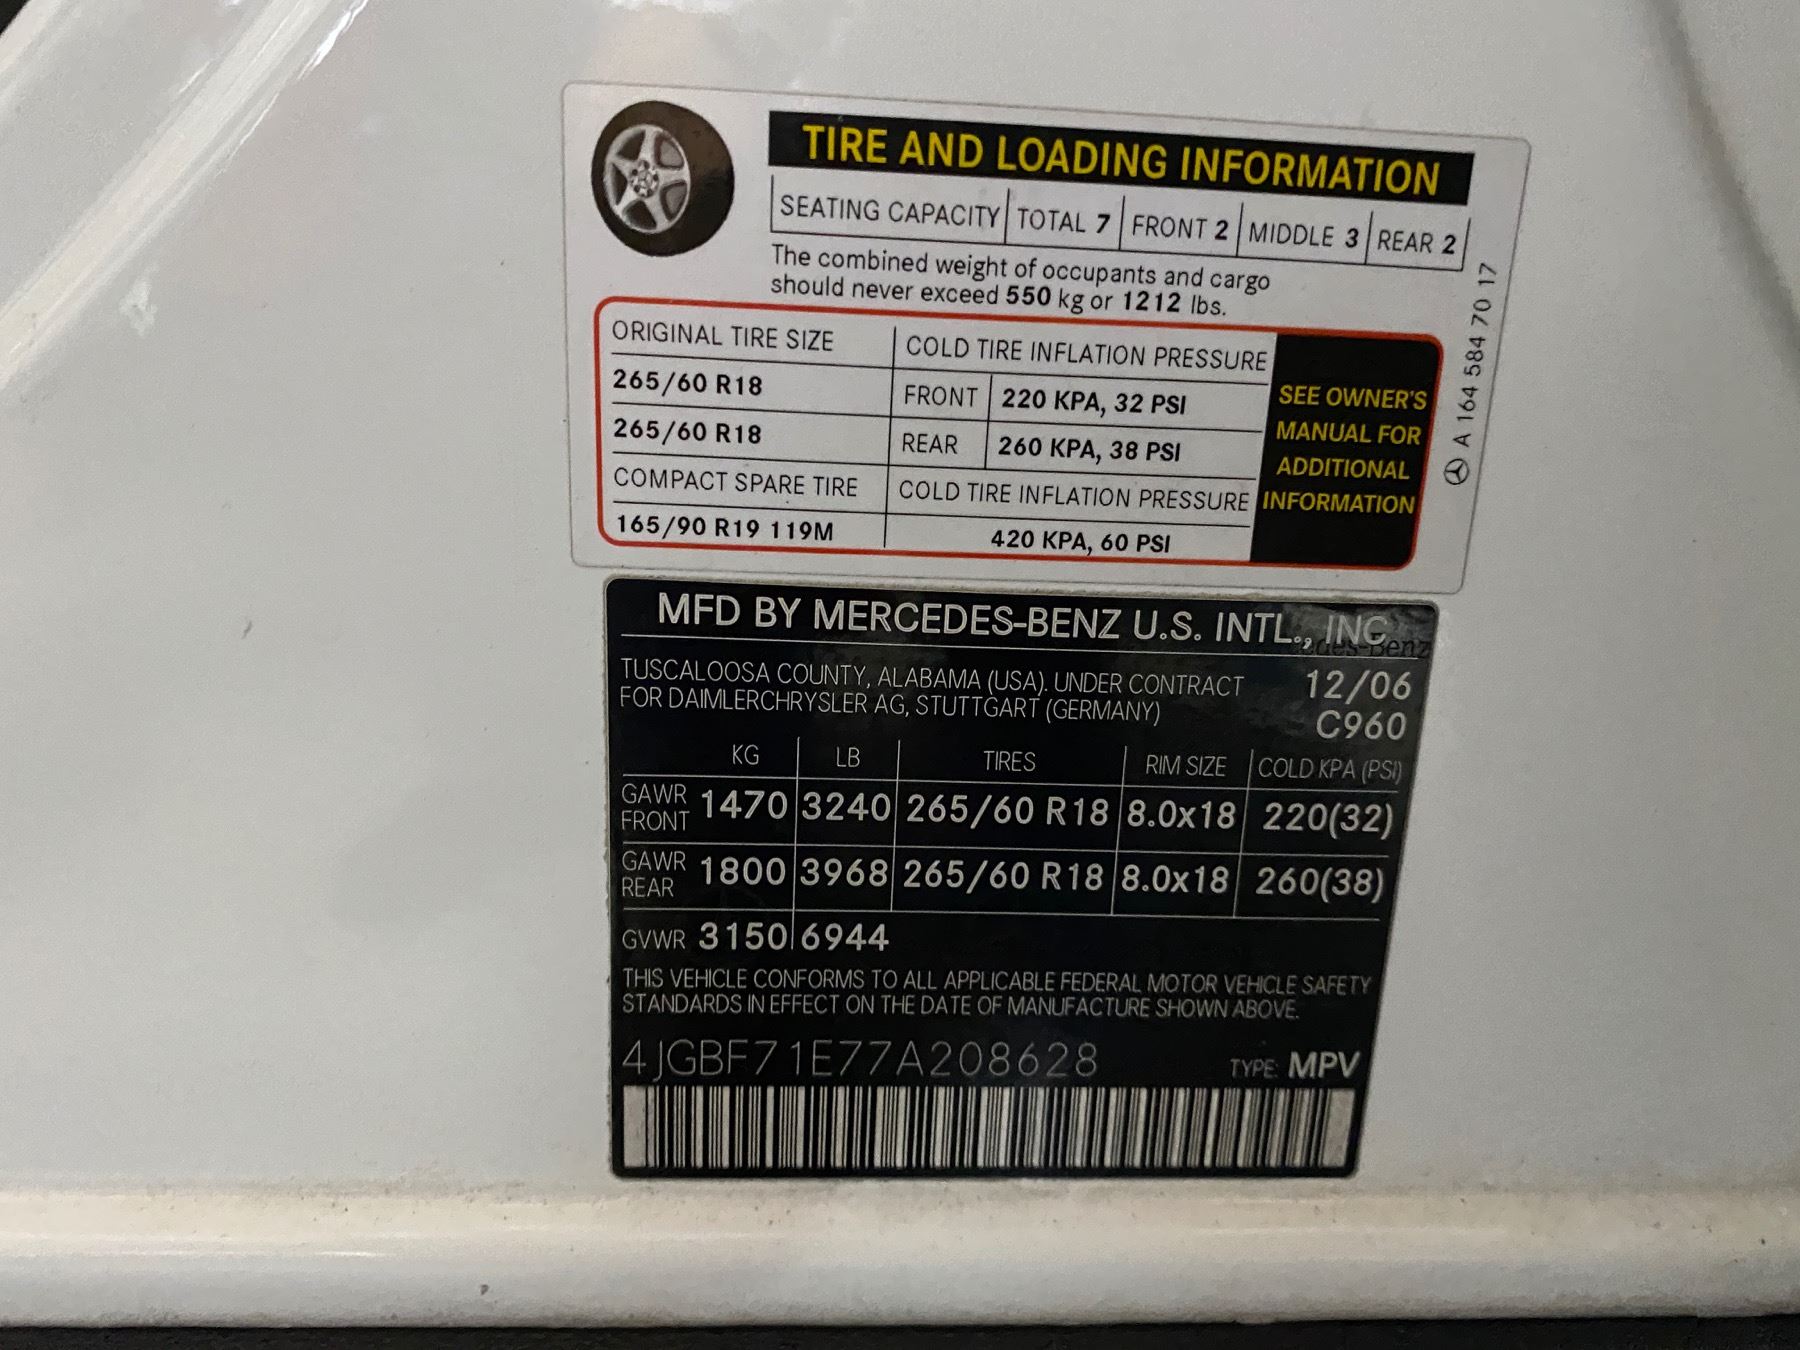 TIRE AND LOADING INFORMATION
SEATING CAPACITY TOTAL 7 FRONT 2 MIDDLE 3 REAR 2
The combined weight of occupants and cargo
should never exceed 550 kg or 1212 lbs.
ORIGINAL TIRE SIZE COLD TIRE INFLATION PRESSURE
265/60 R18 FRONT 220 KPA, 32 PSI
265/60 R18 REAR 260 KPA, 38 PSI
COMPACT SPARE TIRE COLD TIRE INFLATION PRESSURE
165/90 R19 119M 420 KPA, 60 PSI
SEE OWNER'S
MANUAL FOR
ADDITIONAL
INFORMATION
A 164 584 70 17
MFD BY MERCEDES-BENZ U.S. INTL., INC
TUSCALOOSA COUNTY, ALABAMA (USA). UNDER CONTRACT 12/06
FOR DAIMLERCHRYSLER AG, STUTTGART (GERMANY) C960
KG LB TIRES RIM SIZE COLD KPA (PSI)
GAWR FRONT 1470 3240 265/60 R18 8.0x18 220(32)
GAWR REAR 1800 3968 265/60 R18 8.0x18 260(38)
GVWR 3150 6944
THIS VEHICLE CONFORMS TO ALL APPLICABLE FEDERAL MOTOR VEHICLE SAFETY
STANDARDS IN EFFECT ON THE DATE OF MANUFACTURE SHOWN ABOVE.
4JGBF71E77A208628 TYPE: MPV